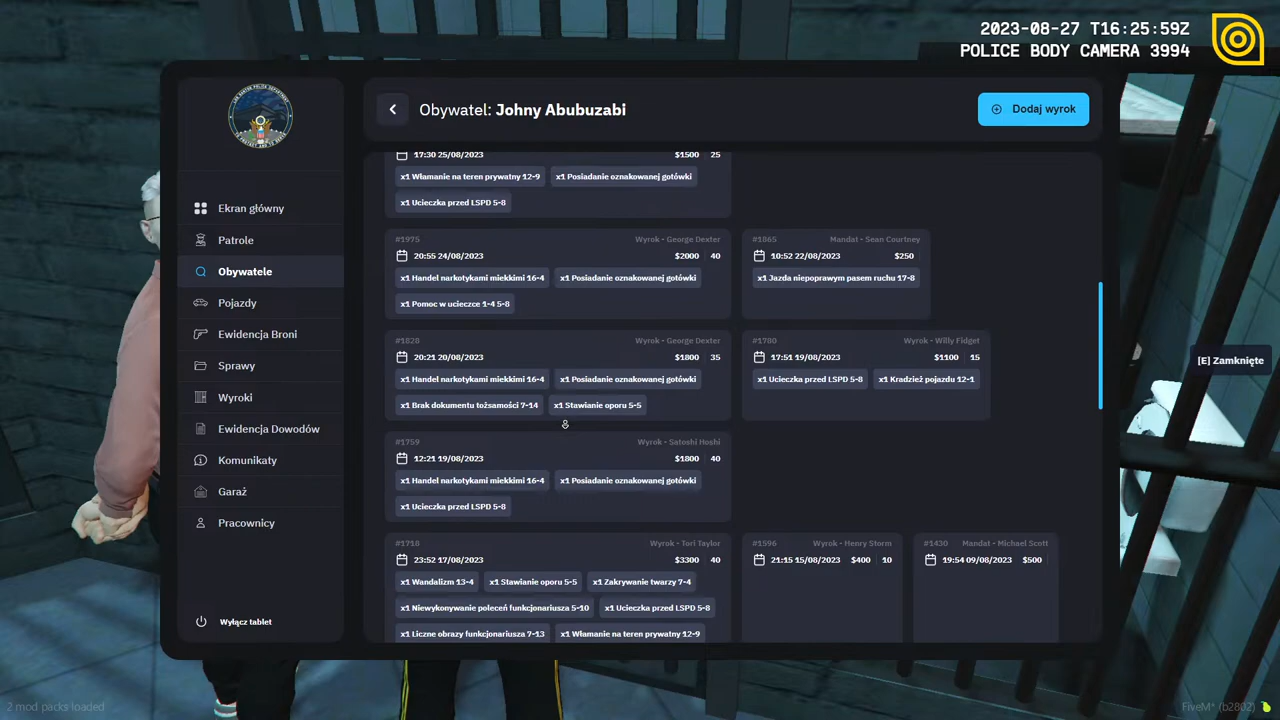 2023-08-27 T16:25:59Z
POLICE BODY CAMERA 3994
Obywatel: Johny Abubuzabi
Dodaj wyrok
Ekran główny
Patrole
Obywatele
Pojazdy
Ewidencja Broni
Sprawy
Wyroki
Ewidencja Dowodów
Komunikaty
Garaż
Pracownicy
Wyłącz tablet
17:30 25/08/2023 $1500 25
x1 Włamanie na teren prywatny 12-9 x1 Posiadanie oznakowanej gotówki
x1 Ucieczka przed LSPD 5-8
#1975 Wyrok - George Dexter
20:55 24/08/2023 $2000 40
x1 Handel narkotykami miekkimi 16-4 x1 Posiadanie oznakowanej gotówki
x1 Pomoc w ucieczce 1-4 5-8
#1865 Mandat - Sean Courtney
10:52 22/08/2023 $250
x1 Jazda niepoprawym pasem ruchu 17-8
#1828 Wyrok - George Dexter
20:21 20/08/2023 $1800 35
x1 Handel narkotykami miekkimi 16-4 x1 Posiadanie oznakowanej gotówki
x1 Brak dokumentu tożsamości 7-14 x1 Stawianie oporu 5-5
#1780 Wyrok - Willy Fidget
17:51 19/08/2023 $1100 15
x1 Ucieczka przed LSPD 5-8 x1 Kradzież pojazdu 12-1
#1759 Wyrok - Satoshi Hoshi
12:21 19/08/2023 $1800 40
x1 Handel narkotykami miekkimi 16-4 x1 Posiadanie oznakowanej gotówki
x1 Ucieczka przed LSPD 5-8
#1718 Wyrok - Tori Taylor
23:52 17/08/2023 $3300 40
x1 Wandalizm 13-4 x1 Stawianie oporu 5-5 x1 Zakrywanie twarzy 7-4
x1 Niewykonywanie poleceń funkcjonariusza 5-10 x1 Ucieczka przed LSPD 5-8
x1 Liczne obrazy funkcjonariusza 7-13 x1 Włamanie na teren prywatny 12-9
#1596 Wyrok - Henry Storm
21:15 15/08/2023 $400 10
#1430 Mandat - Michael Scott
19:54 09/08/2023 $500
[E] Zamknięte
2 mod packs loaded
FiveM* (b2802)